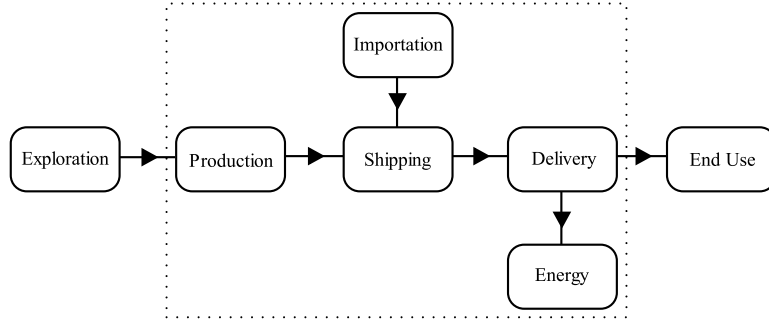 Importation
Exploration
Production
Shipping
Delivery
End Use
Energy